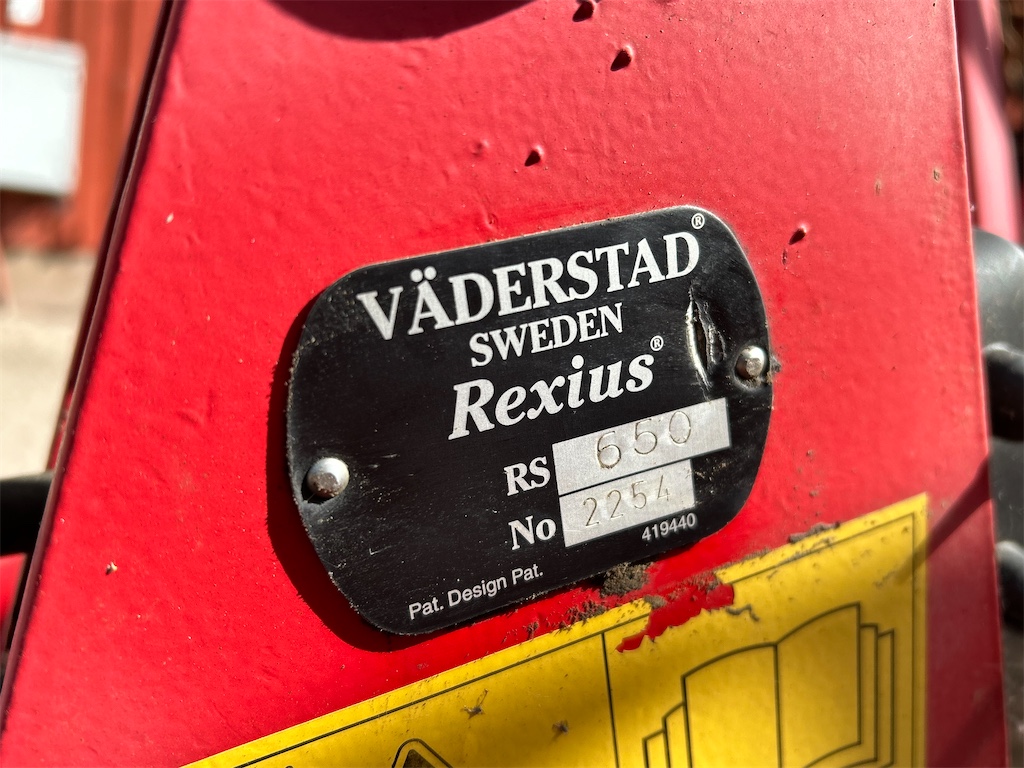 VÄDERSTAD®
SWEDEN
Rexius®
RS 650
No 2254
419440
Pat. Design Pat.